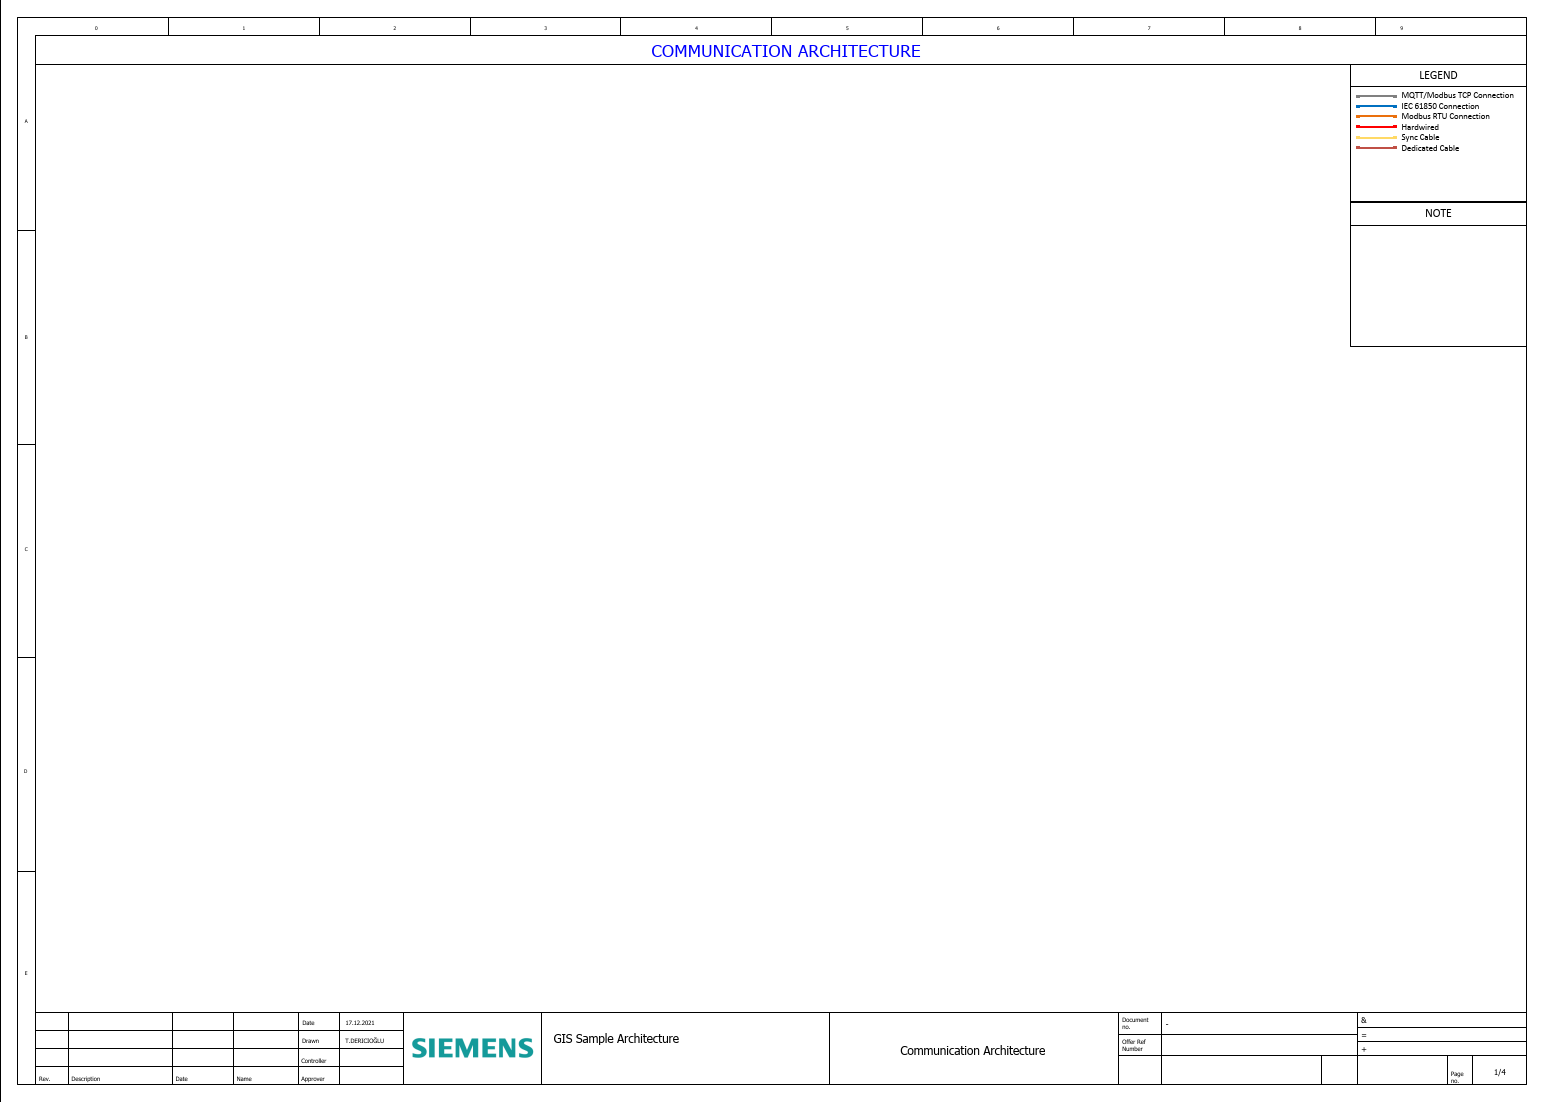 0 1 2 3 4 5 6 7 8 9
COMMUNICATION ARCHITECTURE
LEGEND
MQTT/Modbus TCP Connection
IEC 61850 Connection
Modbus RTU Connection
Hardwired
Sync Cable
Dedicated Cable
NOTE
A
B
C
D
E
Date 17.12.2021
Drawn T.DERICIOĞLU
Controller
Rev. Description Date Name Approver
SIEMENS
GIS Sample Architecture
Communication Architecture
Document
no. -
Offer Ref
Number
&
=
+
Page
no. 1/4